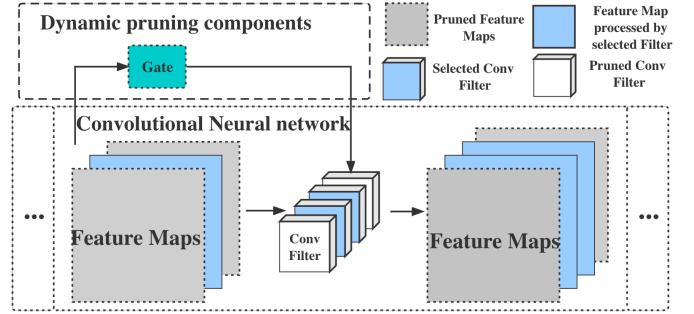 Dynamic pruning components
Gate
Pruned Feature
Maps
Feature Map
processed by
selected Filter
Selected Conv
Filter
Pruned Conv
Filter
Convolutional Neural network
...
Feature Maps
Conv
Filter
Feature Maps
...